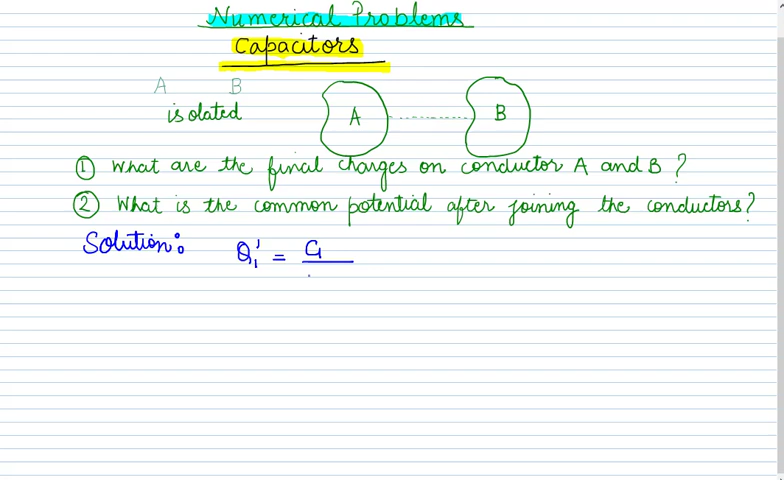 Numerical Problems
Capacitors
A B
isolated
A B
① What are the final charges on conductor A and B ?
② What is the common potential after joining the conductors?
Solution:
Q₁' = C₁